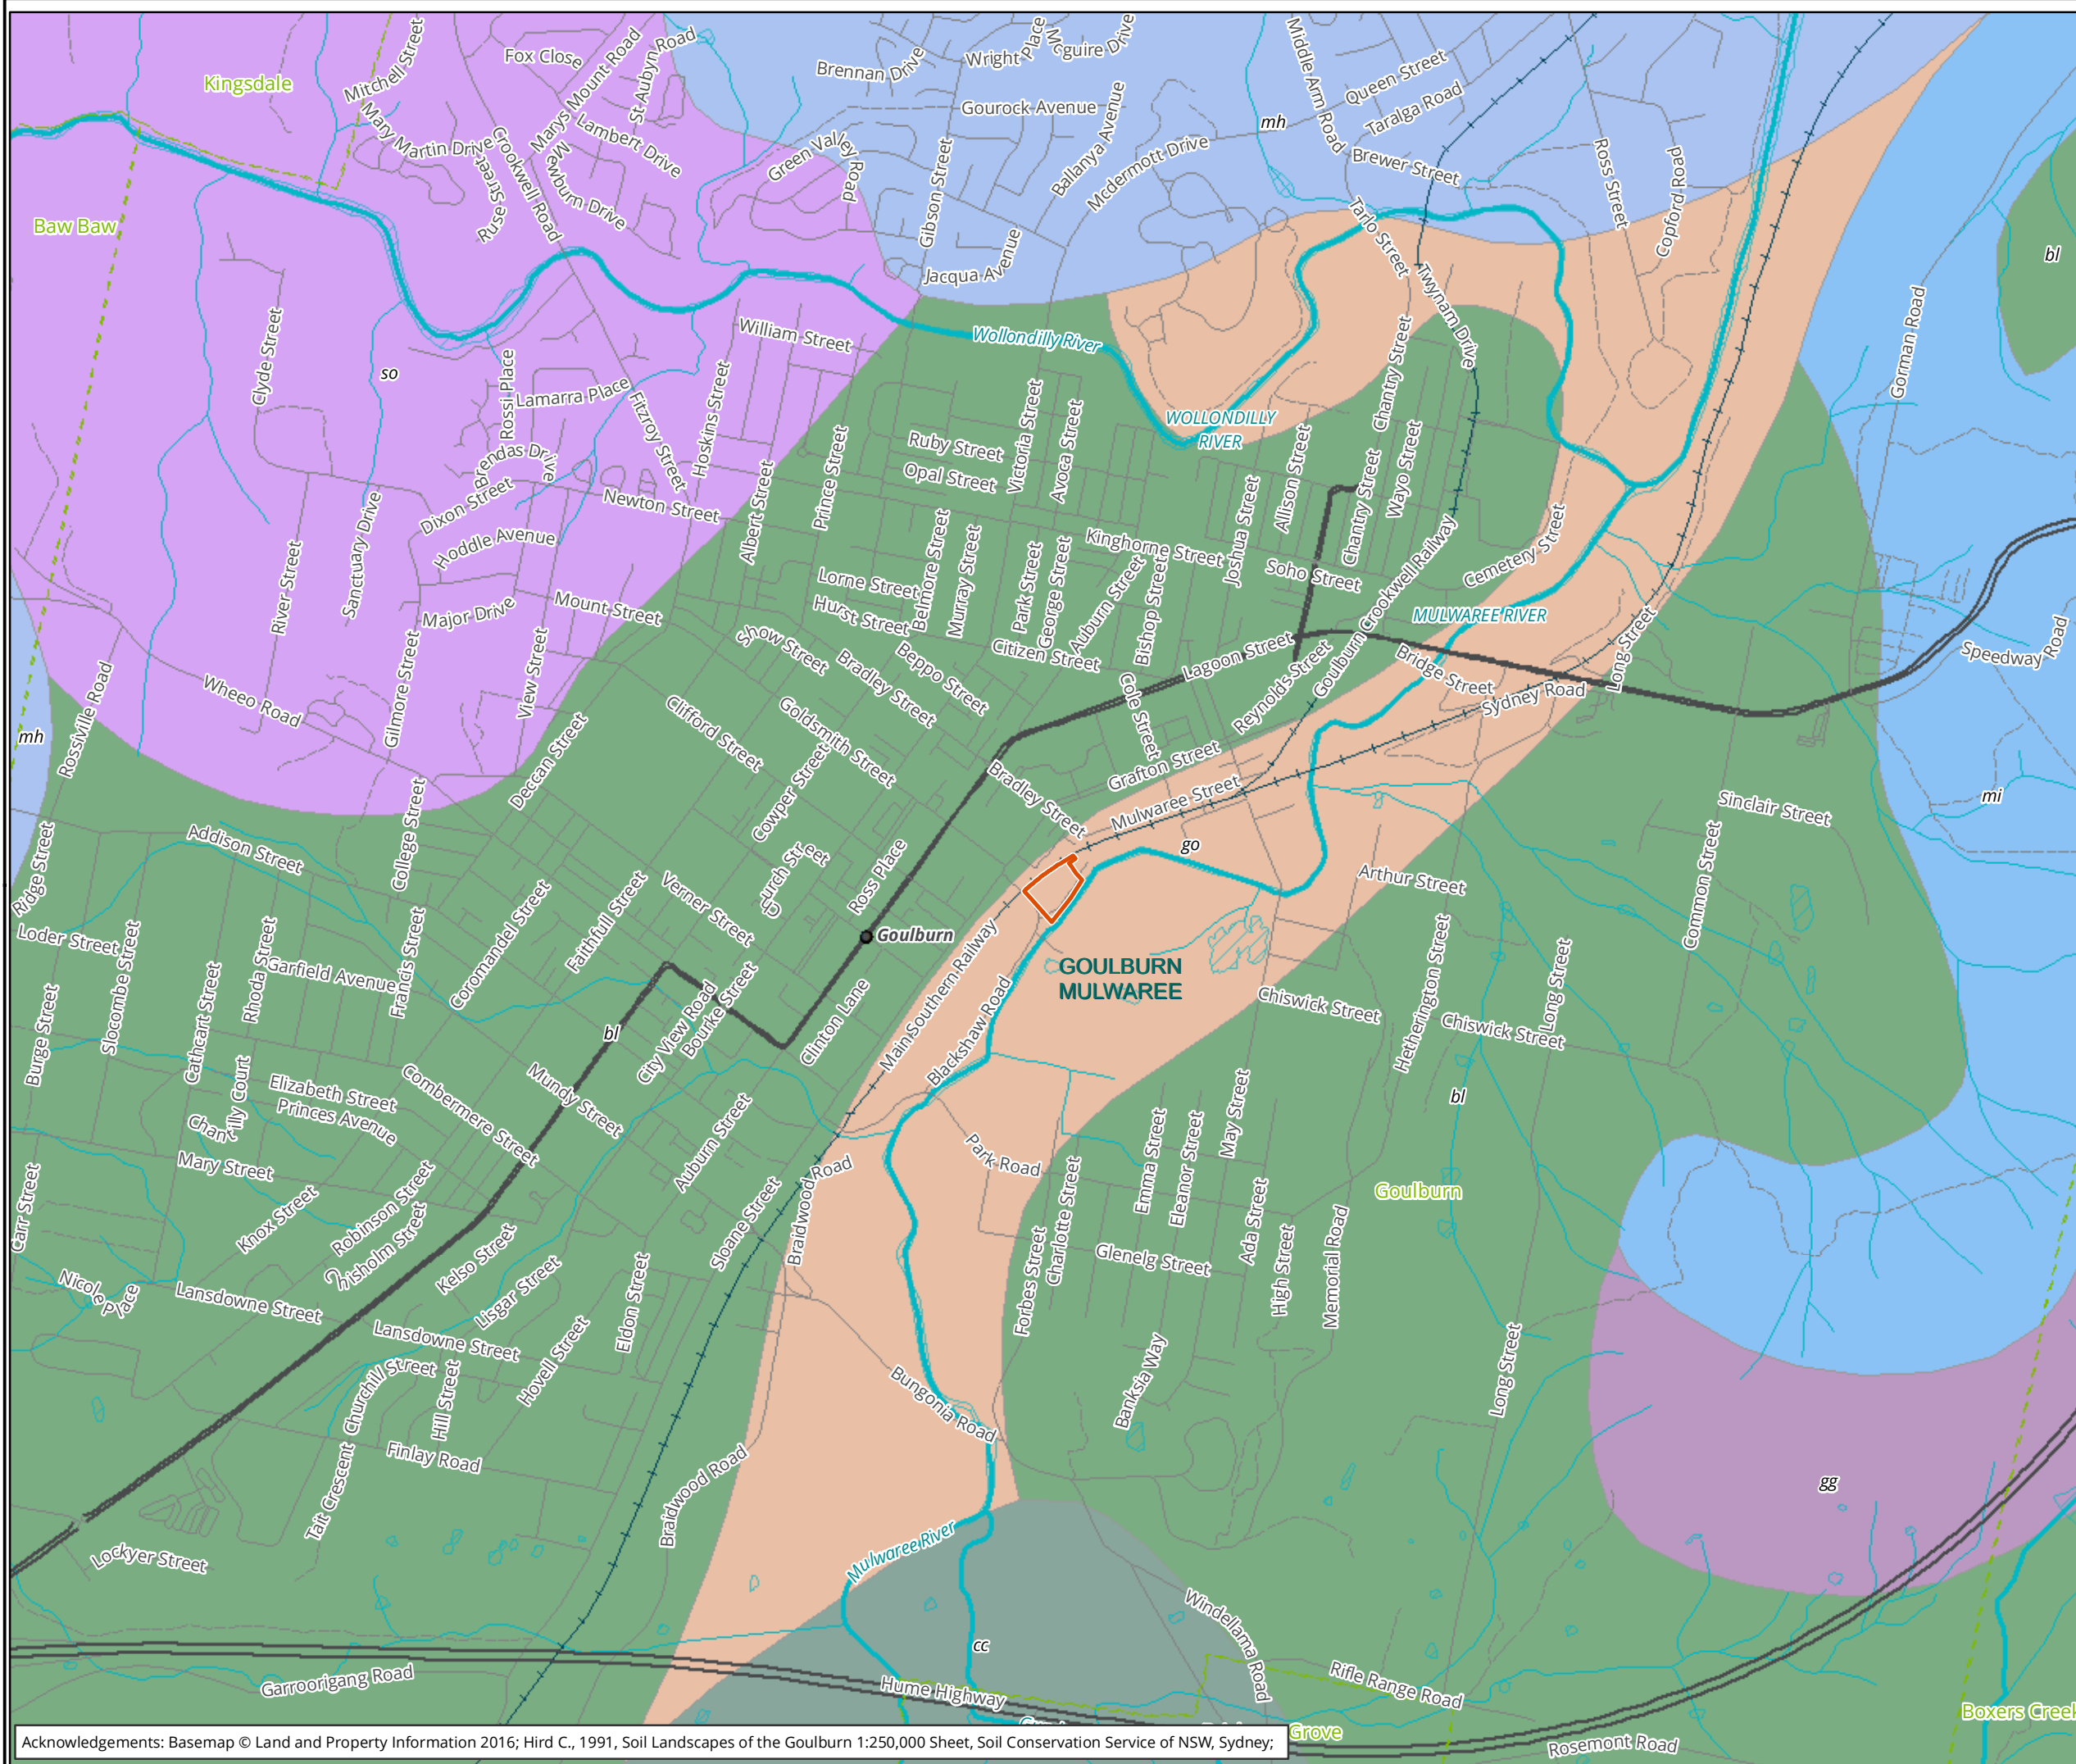 Fox Close
Mitchell Street
Marys Mount Road
St Aubyn Road
Brennan Drive
Wright Place
Mcguire Drive
Middle Arm Road
Queen Street
Kingsdale
Mary Martin Drive
Lambert Drive
Gourock Avenue
mh
Taralga Road
Crookwell Road
Mewburn Drive
Ruse Street
Green Valley Road
Gibson Street
Ballanya Avenue
Mcdermott Drive
Brewer Street
Ross Street
Copford Road
Baw Baw
Jacqua Avenue
Tarlo Street
Twynam Drive
bl
Gorman Road
Clyde Street
so
Rossi Place
Lamarra Place
Fitzroy Street
Hoskins Street
William Street
Wollondilly River
WOLLONDILLY
RIVER
Chantry Street
Brendas Drive
Dixon Street
Newton Street
Albert Street
Prince Street
Ruby Street
Opal Street
Victoria Street
Avoca Street
Allison Street
Chantry Street
Wayo Street
River Street
Sanctuary Drive
Hoddle Avenue
Major Drive
Mount Street
Lorne Street
Hurst Street
Belmore Street
Murray Street
Park Street
George Street
Auburn Street
Kinghorne Street
Bishop Street
Joshua Street
Soho Street
Goulburn Crookwell Railway
Cemetery Street
MULWAREE RIVER
Long Street
Speedway Road
Rossiville Road
mh
Wheeo Road
Gilmore Street
View Street
Show Street
Bradley Street
Beppo Street
Citizen Street
Cole Street
Lagoon Street
Reynolds Street
Bridge Street
Sydney Road
Deccan Street
Clifford Street
Goldsmith Street
Cowper Street
Bradley Street
Grafton Street
Mulwaree Street
go
Sinclair Street
mi
Ridge Street
Addison Street
College Street
Church Street
Ross Place
Arthur Street
Common Street
Loder Street
Slocombe Street
Rhoda Street
Garfield Avenue
Francis Street
Coromandel Street
Faithfull Street
Verner Street
Goulburn
GOULBURN
MULWAREE
Hetherington Street
Long Street
Burge Street
Cathcart Street
bl
City View Road
Bourke Street
Clinton Lane
Main Southern Railway
Blackshaw Road
Chiswick Street
Chiswick Street
Elizabeth Street
Princes Avenue
Chantilly Court
Combermere Street
Mundy Street
Auburn Street
bl
Park Road
Emma Street
Eleanor Street
May Street
Goulburn
Carr Street
Mary Street
Knox Street
Robinson Street
Chisholm Street
Kelso Street
Sloane Street
Braidwood Road
Forbes Street
Charlotte Street
Glenelg Street
Ada Street
High Street
Memorial Road
Nicole Place
Lansdowne Street
Lansdowne Street
Lisgar Street
Hovell Street
Eldon Street
Bungonia Road
Banksia Way
Long Street
Churchill Street
Hill Street
Tait Crescent
Finlay Road
Braidwood Road
gg
Lockyer Street
Mulwaree River
cc
Windellama Road
Garroorigang Road
Hume Highway
Rifle Range Road
Boxers Creek
Grove
Rosemont Road
Acknowledgements: Basemap © Land and Property Information 2016; Hird C., 1991, Soil Landscapes of the Goulburn 1:250,000 Sheet, Soil Conservation Service of NSW, Sydney;